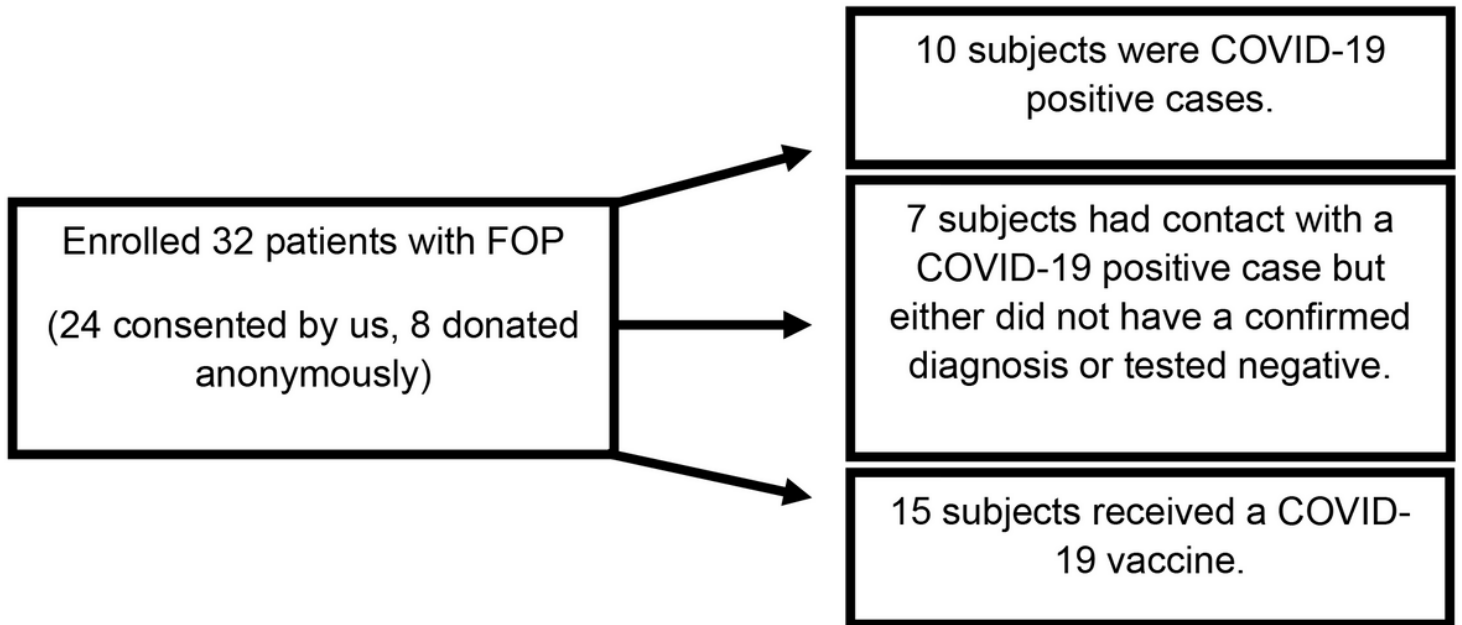 Enrolled 32 patients with FOP
(24 consented by us, 8 donated
anonymously)
10 subjects were COVID-19
positive cases.
7 subjects had contact with a
COVID-19 positive case but
either did not have a confirmed
diagnosis or tested negative.
15 subjects received a COVID-
19 vaccine.